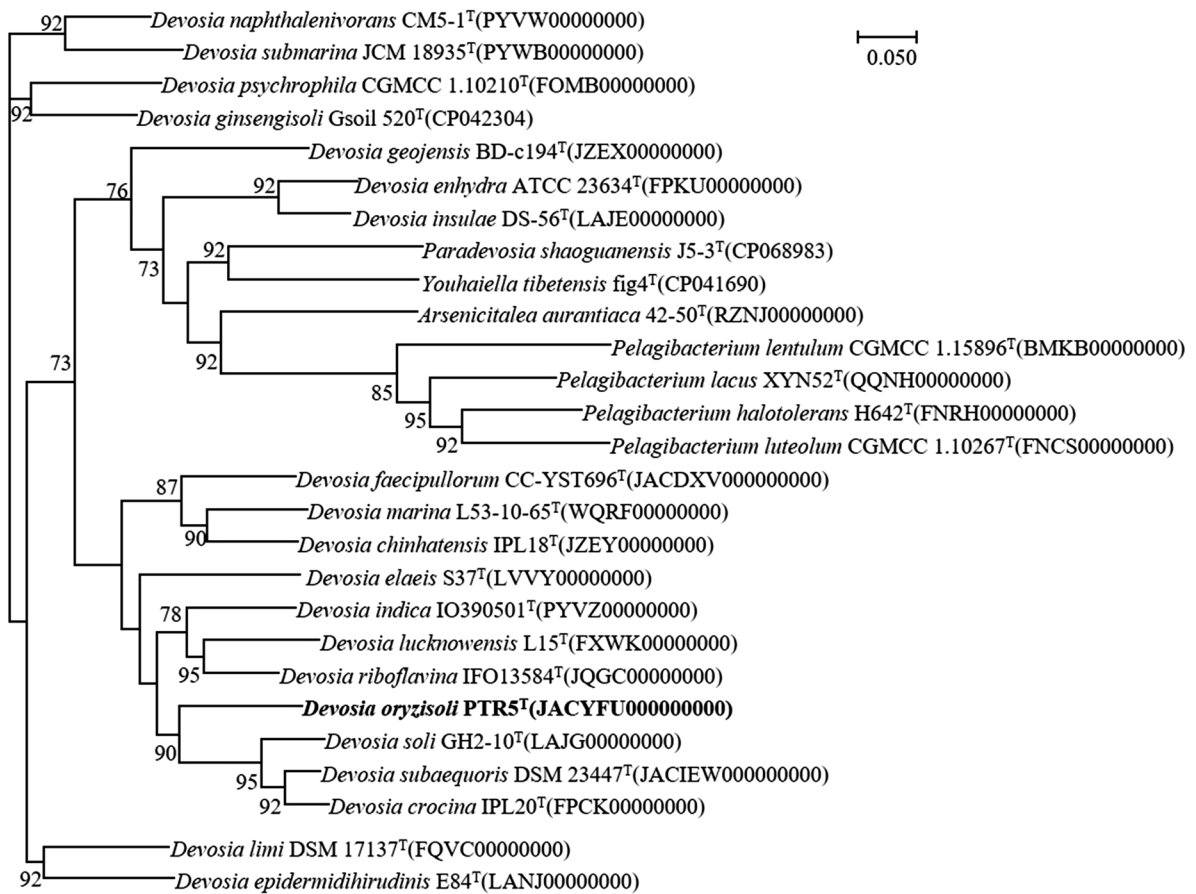 92
Devosia naphthalenivorans CM5-1ᵀ(PYVW00000000)
Devosia submarina JCM 18935ᵀ(PYWB00000000)
0.050
Devosia psychrophila CGMCC 1.10210ᵀ(FOMB00000000)
92
Devosia ginsengisoli Gsoil 520ᵀ(CP042304)
Devosia geojensis BD-c194ᵀ(JZEX00000000)
76
92
Devosia enhydra ATCC 23634ᵀ(FPKU00000000)
Devosia insulae DS-56ᵀ(LAJE00000000)
73
92
Paradevosia shaoguanensis J5-3ᵀ(CP068983)
Youhaiella tibetensis fig4ᵀ(CP041690)
Arsenicitalea aurantiaca 42-50ᵀ(RZNJ00000000)
92
Pelagibacterium lentulum CGMCC 1.15896ᵀ(BMKB00000000)
73
85
Pelagibacterium lacus XYN52ᵀ(QQNH00000000)
95
Pelagibacterium halotolerans H642ᵀ(FNRH00000000)
92
Pelagibacterium luteolum CGMCC 1.10267ᵀ(FNCS00000000)
87
Devosia faecipullorum CC-YST696ᵀ(JACDXV000000000)
Devosia marina L53-10-65ᵀ(WQRF00000000)
90
Devosia chinhatensis IPL18ᵀ(JZEY00000000)
Devosia elaeis S37ᵀ(LVVY00000000)
78
Devosia indica IO390501ᵀ(PYVZ00000000)
Devosia lucknowensis L15ᵀ(FXWK00000000)
95
Devosia riboflavina IFO13584ᵀ(JQGC00000000)
Devosia oryzisoli PTR5ᵀ(JACYFU000000000)
90
Devosia soli GH2-10ᵀ(LAJG00000000)
95
Devosia subaequoris DSM 23447ᵀ(JACIEW000000000)
92
Devosia crocina IPL20ᵀ(FPCK00000000)
Devosia limi DSM 17137ᵀ(FQVC00000000)
92
Devosia epidermidihirudinis E84ᵀ(LANJ00000000)